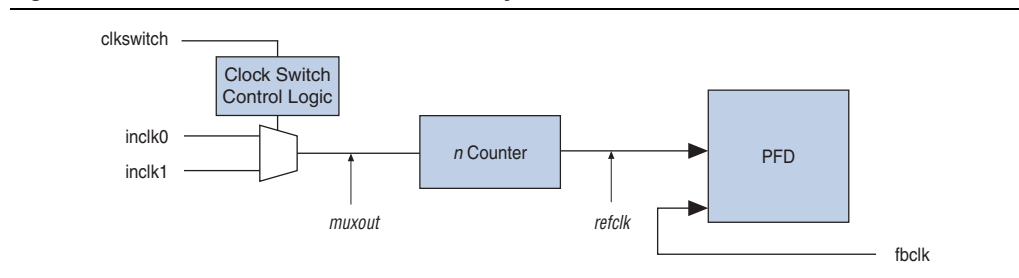 clkswitch
Clock Switch
Control Logic
inclk0
inclk1
n Counter
PFD
muxout
refclk
fbclk